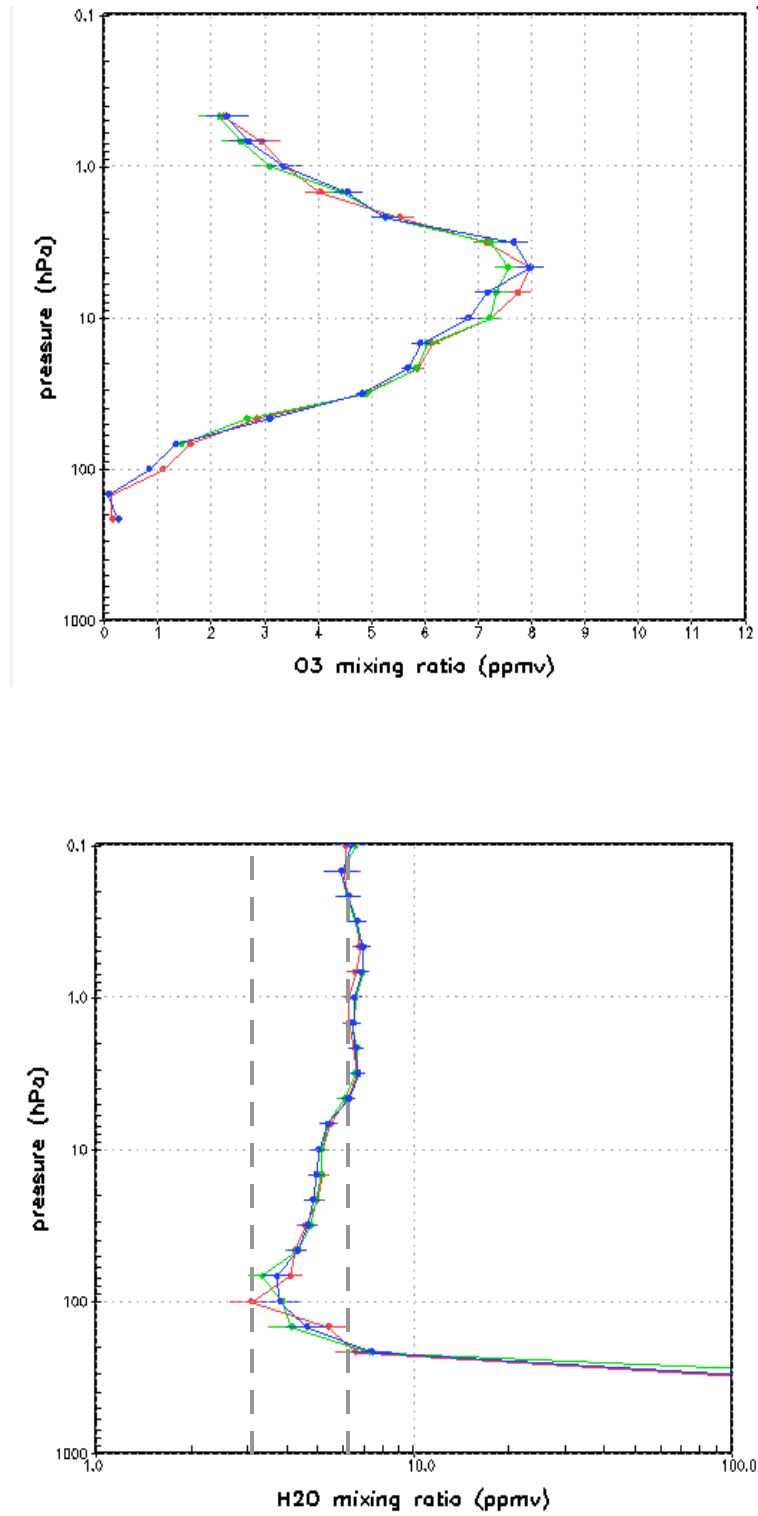 0.1
1.0
10
100
1000
pressure (hPa)
0 1 2 3 4 5 6 7 8 9 10 11 12
O3 mixing ratio (ppmv)
0.1
1.0
10
100
1000
pressure (hPa)
1.0 10.0 100.0
H2O mixing ratio (ppmv)